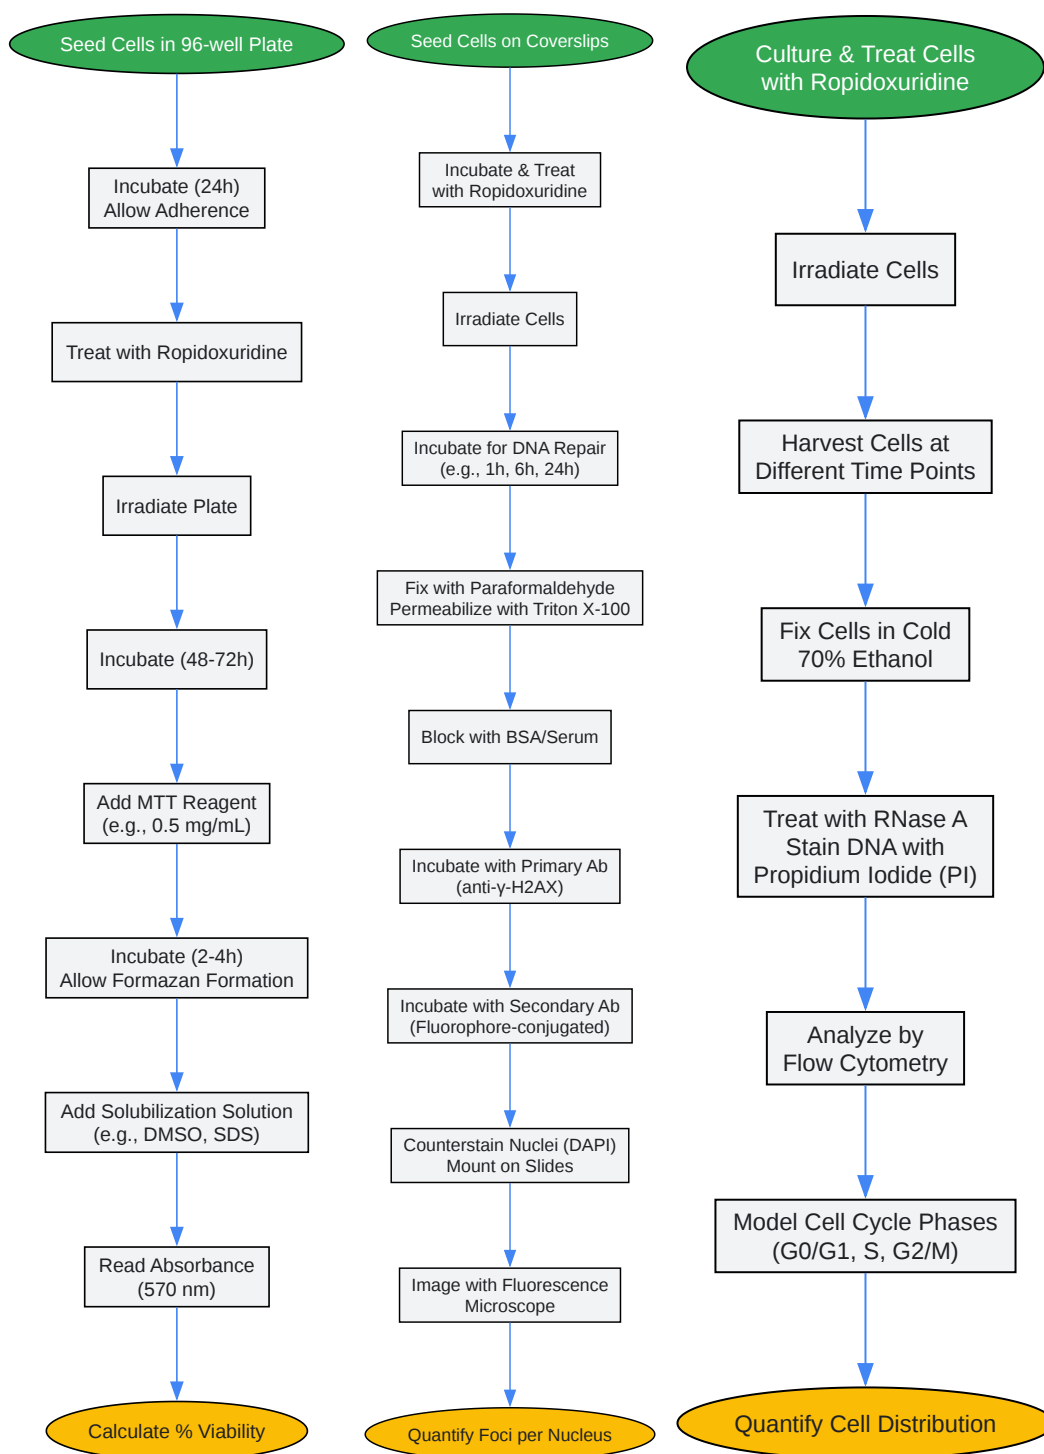 Seed Cells in 96-well Plate
Incubate (24h)
Allow Adherence
Treat with Ropidoxuridine
Irradiate Plate
Incubate (48-72h)
Add MTT Reagent
(e.g., 0.5 mg/mL)
Incubate (2-4h)
Allow Formazan Formation
Add Solubilization Solution
(e.g., DMSO, SDS)
Read Absorbance
(570 nm)
Calculate % Viability
Seed Cells on Coverslips
Incubate & Treat
with Ropidoxuridine
Irradiate Cells
Incubate for DNA Repair
(e.g., 1h, 6h, 24h)
Fix with Paraformaldehyde
Permeabilize with Triton X-100
Block with BSA/Serum
Incubate with Primary Ab
(anti-γ-H2AX)
Incubate with Secondary Ab
(Fluorophore-conjugated)
Counterstain Nuclei (DAPI)
Mount on Slides
Image with Fluorescence
Microscope
Quantify Foci per Nucleus
Culture & Treat Cells
with Ropidoxuridine
Irradiate Cells
Harvest Cells at
Different Time Points
Fix Cells in Cold
70% Ethanol
Treat with RNase A
Stain DNA with
Propidium Iodide (PI)
Analyze by
Flow Cytometry
Model Cell Cycle Phases
(G0/G1, S, G2/M)
Quantify Cell Distribution